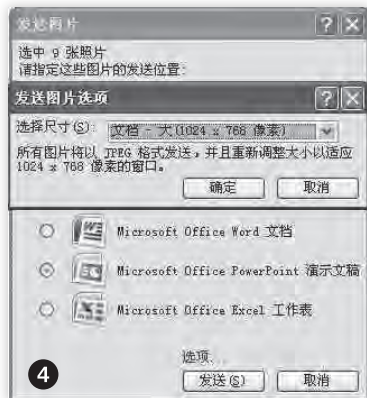 发送图片
选中 9 张照片
请指定这些图片的发送位置:
发送图片选项
选择尺寸(S): 文档 - 大(1024 x 768 像素)
所有图片将以 JPEG 格式发送，并且重新调整大小以适应
1024 x 768 像素的窗口。
确定 取消
Microsoft Office Word 文档
Microsoft Office PowerPoint 演示文稿
Microsoft Office Excel 工作表
选项...
发送(S) 取消
4